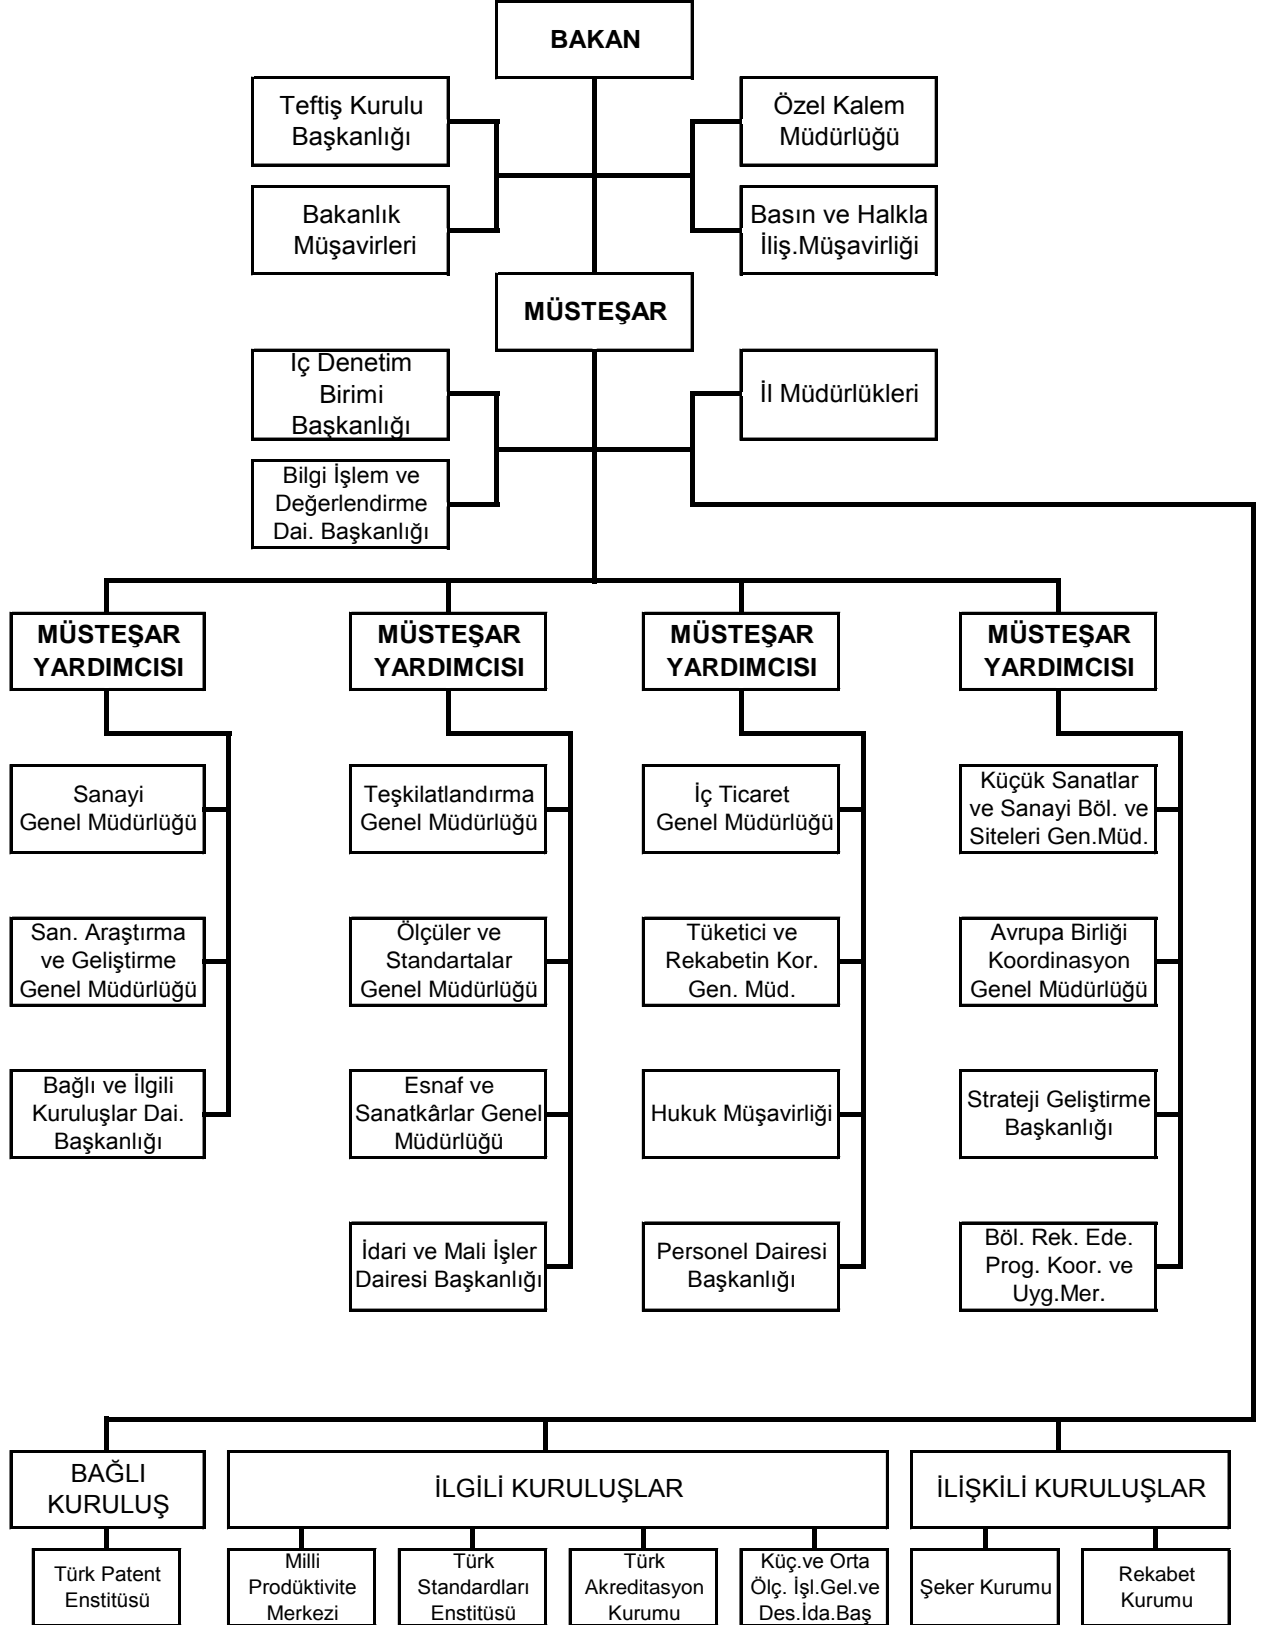 BAKAN
Teftiş Kurulu
Başkanlığı
Özel Kalem
Müdürlüğü
Bakanlık
Müşavirleri
Basın ve Halkla
İliş.Müşavirliği
MÜSTEŞAR
İç Denetim
Birimi
Başkanlığı
İl Müdürlükleri
Bilgi İşlem ve
Değerlendirme
Dai. Başkanlığı
MÜSTEŞAR
YARDIMCISI
MÜSTEŞAR
YARDIMCISI
MÜSTEŞAR
YARDIMCISI
MÜSTEŞAR
YARDIMCISI
Sanayi
Genel Müdürlüğü
Teşkilatlandırma
Genel Müdürlüğü
İç Ticaret
Genel Müdürlüğü
Küçük Sanatlar
ve Sanayi Böl. ve
Siteleri Gen.Müd.
San. Araştırma
ve Geliştirme
Genel Müdürlüğü
Ölçüler ve
Standartalar
Genel Müdürlüğü
Tüketici ve
Rekabetin Kor.
Gen. Müd.
Avrupa Birliği
Koordinasyon
Genel Müdürlüğü
Bağlı ve İlgili
Kuruluşlar Dai.
Başkanlığı
Esnaf ve
Sanatkârlar Genel
Müdürlüğü
Hukuk Müşavirliği
Strateji Geliştirme
Başkanlığı
İdari ve Mali İşler
Dairesi Başkanlığı
Personel Dairesi
Başkanlığı
Böl. Rek. Ede.
Prog. Koor. ve
Uyg.Mer.
BAĞLI
KURULUŞ
İLGİLİ KURULUŞLAR
İLİŞKİLİ KURULUŞLAR
Türk Patent
Enstitüsü
Milli
Prodüktivite
Merkezi
Türk
Standardları
Enstitüsü
Türk
Akreditasyon
Kurumu
Küç.ve Orta
Ölç. İşl.Gel.ve
Des.İda.Baş
Şeker Kurumu
Rekabet
Kurumu